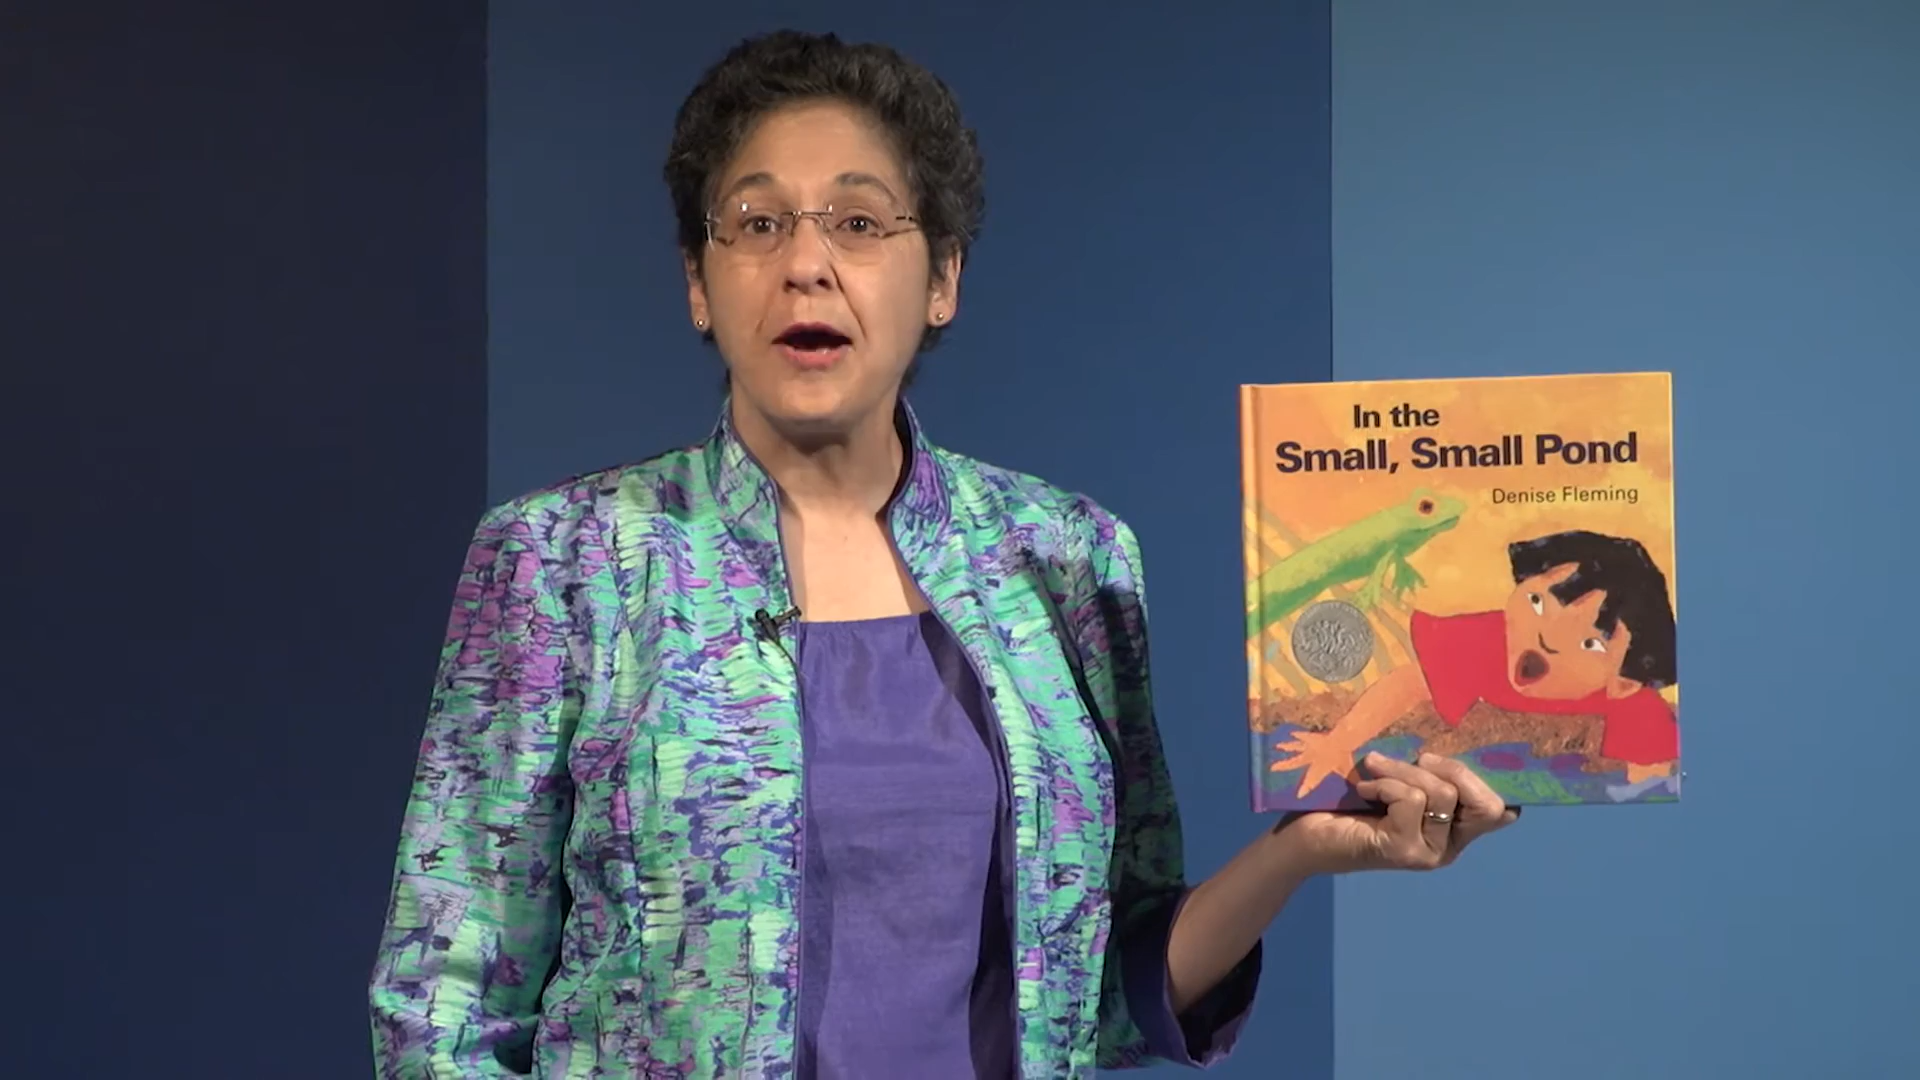 In the
Small, Small Pond
Denise Fleming